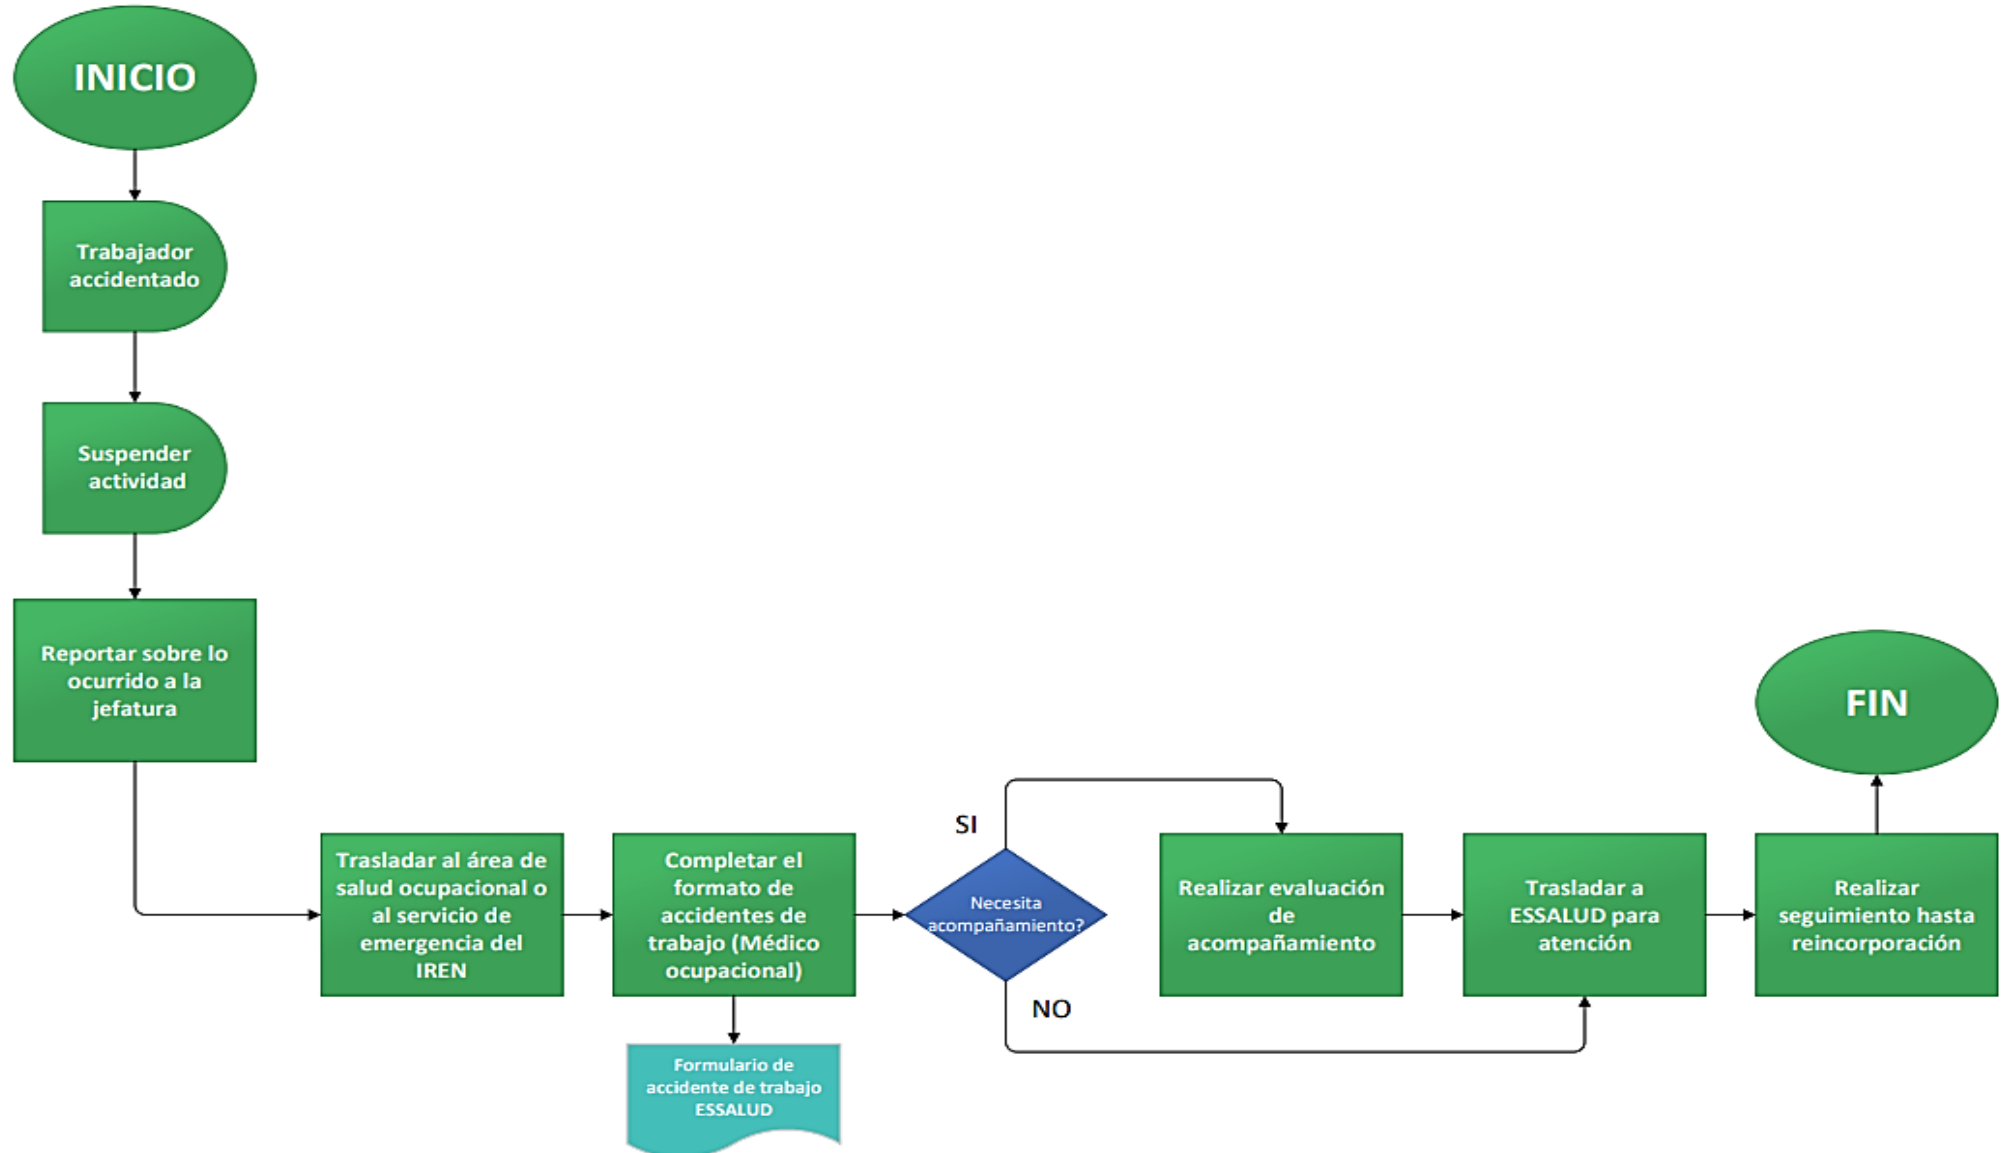 INICIO
Trabajador
accidentado
Suspender
actividad
Reportar sobre lo
ocurrido a la
jefatura
Trasladar al área de
salud ocupacional o
al servicio de
emergencia del
IREN
Completar el
formato de
accidentes de
trabajo (Médico
ocupacional)
Formulario de
accidente de trabajo
ESSALUD
SI
Necesita
acompañamiento?
NO
Realizar evaluación
de
acompañamiento
Trasladar a
ESSALUD para
atención
Realizar
seguimiento hasta
reincorporación
FIN